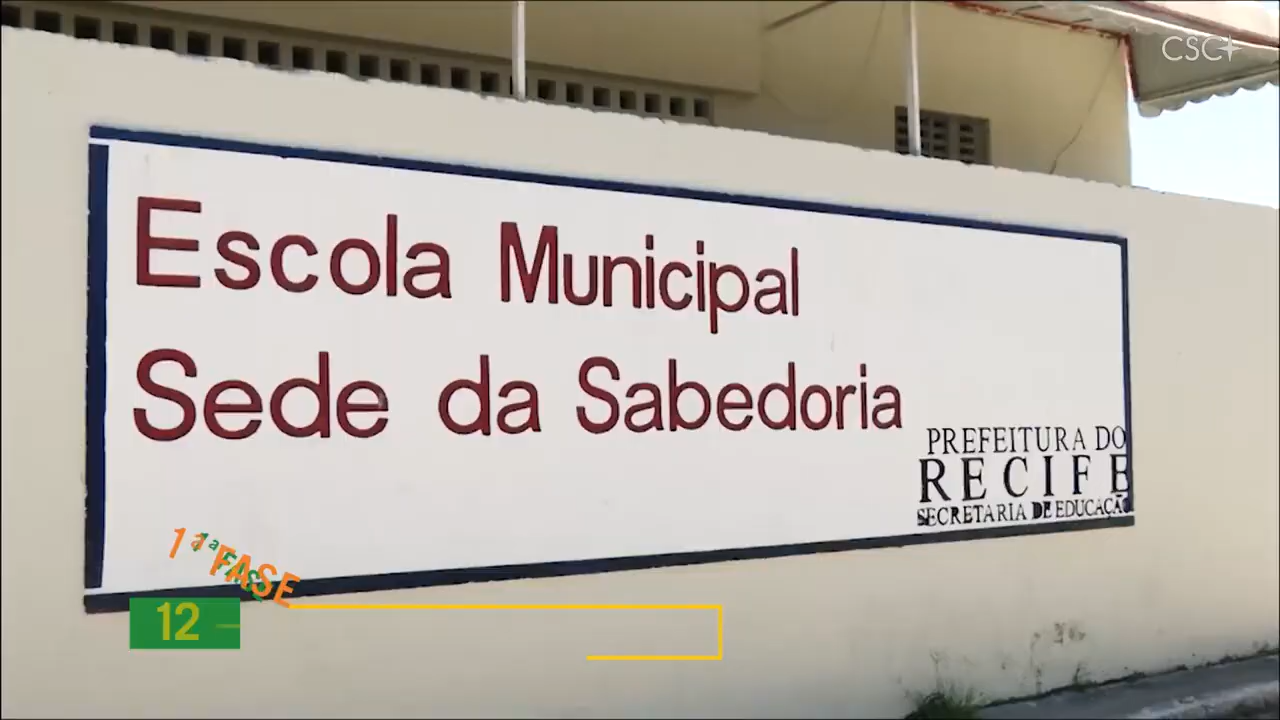 CSC
Escola Municipal
Sede da Sabedoria
PREFEITURA DO
RECIFE
SECRETARIA DE EDUCAÇÃO
1ª FASE
12